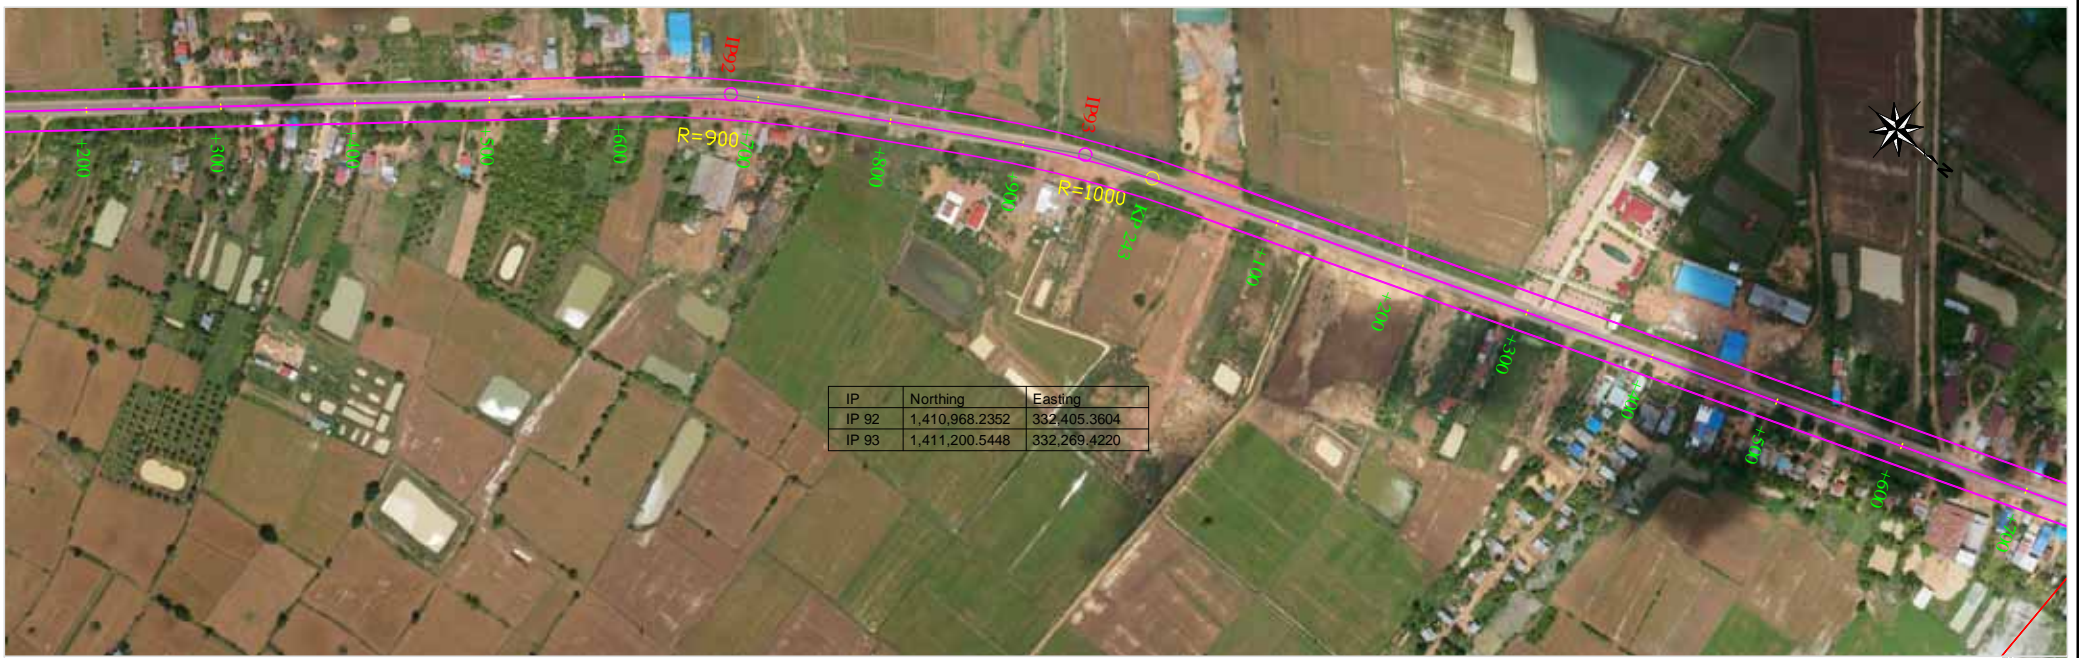 IP92
IP93
R=900
R=1000
+200
+300
+400
+500
+600
+700
+800
+900
KP 243
+100
+200
+300
+400
+500
+600
+700
N
IP Northing Easting
IP 92 1,410,968.2352 332,405.3604
IP 93 1,411,200.5448 332,269.4220